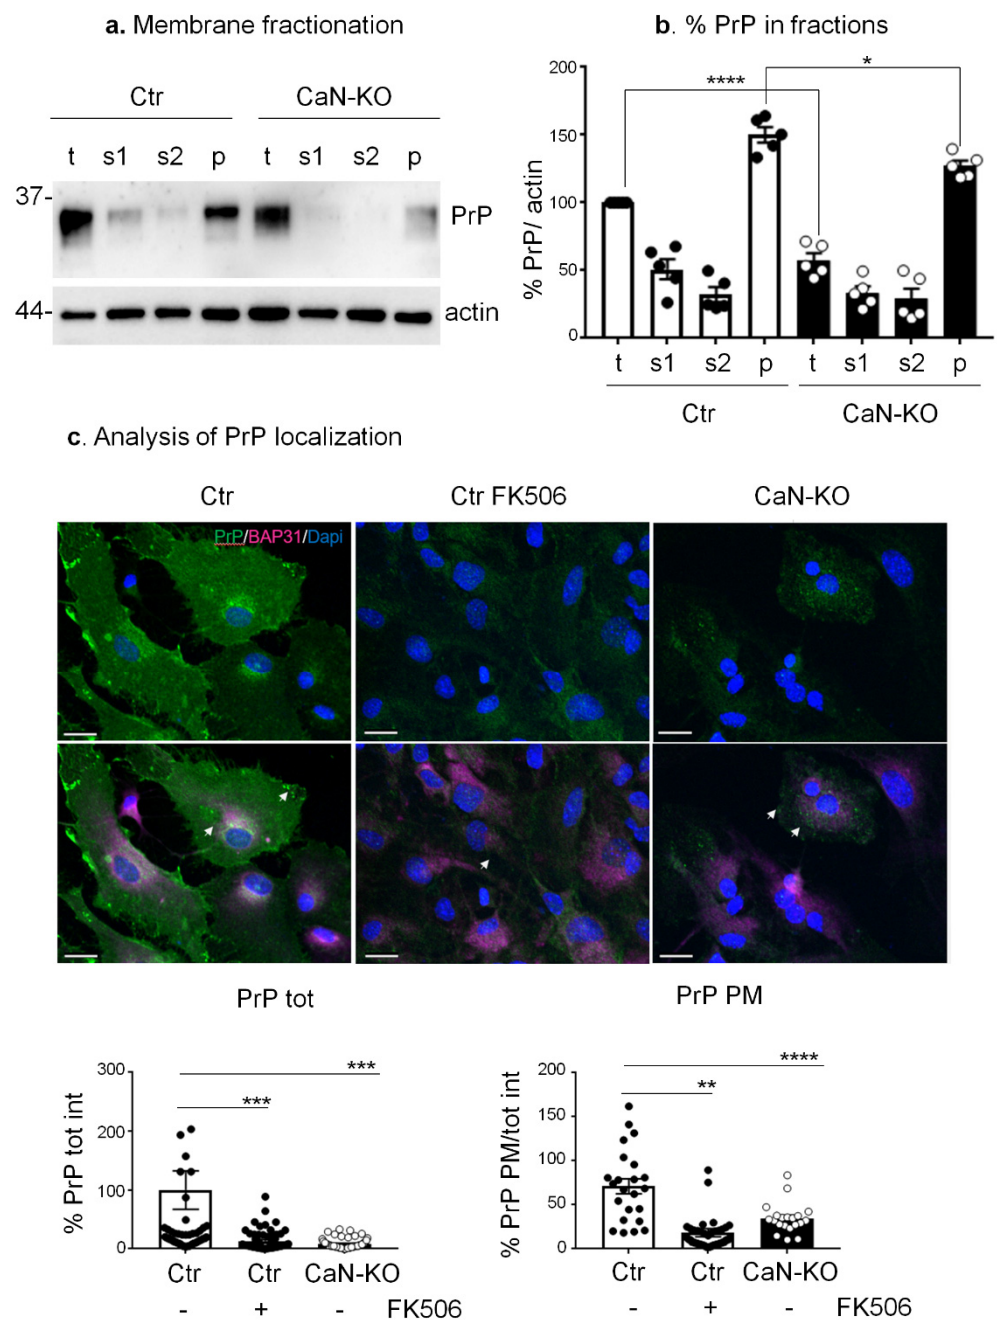 a. Membrane fractionation
Ctr CaN-KO
t s1 s2 p t s1 s2 p
37-
PrP
44-
actin
b. % PrP in fractions
% PrP/ actin
200
150
100
50
0
****
*
t s1 s2 p t s1 s2 p
Ctr CaN-KO
c. Analysis of PrP localization
Ctr Ctr FK506 CaN-KO
PrP/BAP31/Dapi
PrP tot
% PrP tot int
300
200
100
0
***
***
Ctr Ctr CaN-KO
- + - FK506
PrP PM
% PrP PM/tot int
200
150
100
50
0
****
**
Ctr Ctr CaN-KO
- + - FK506